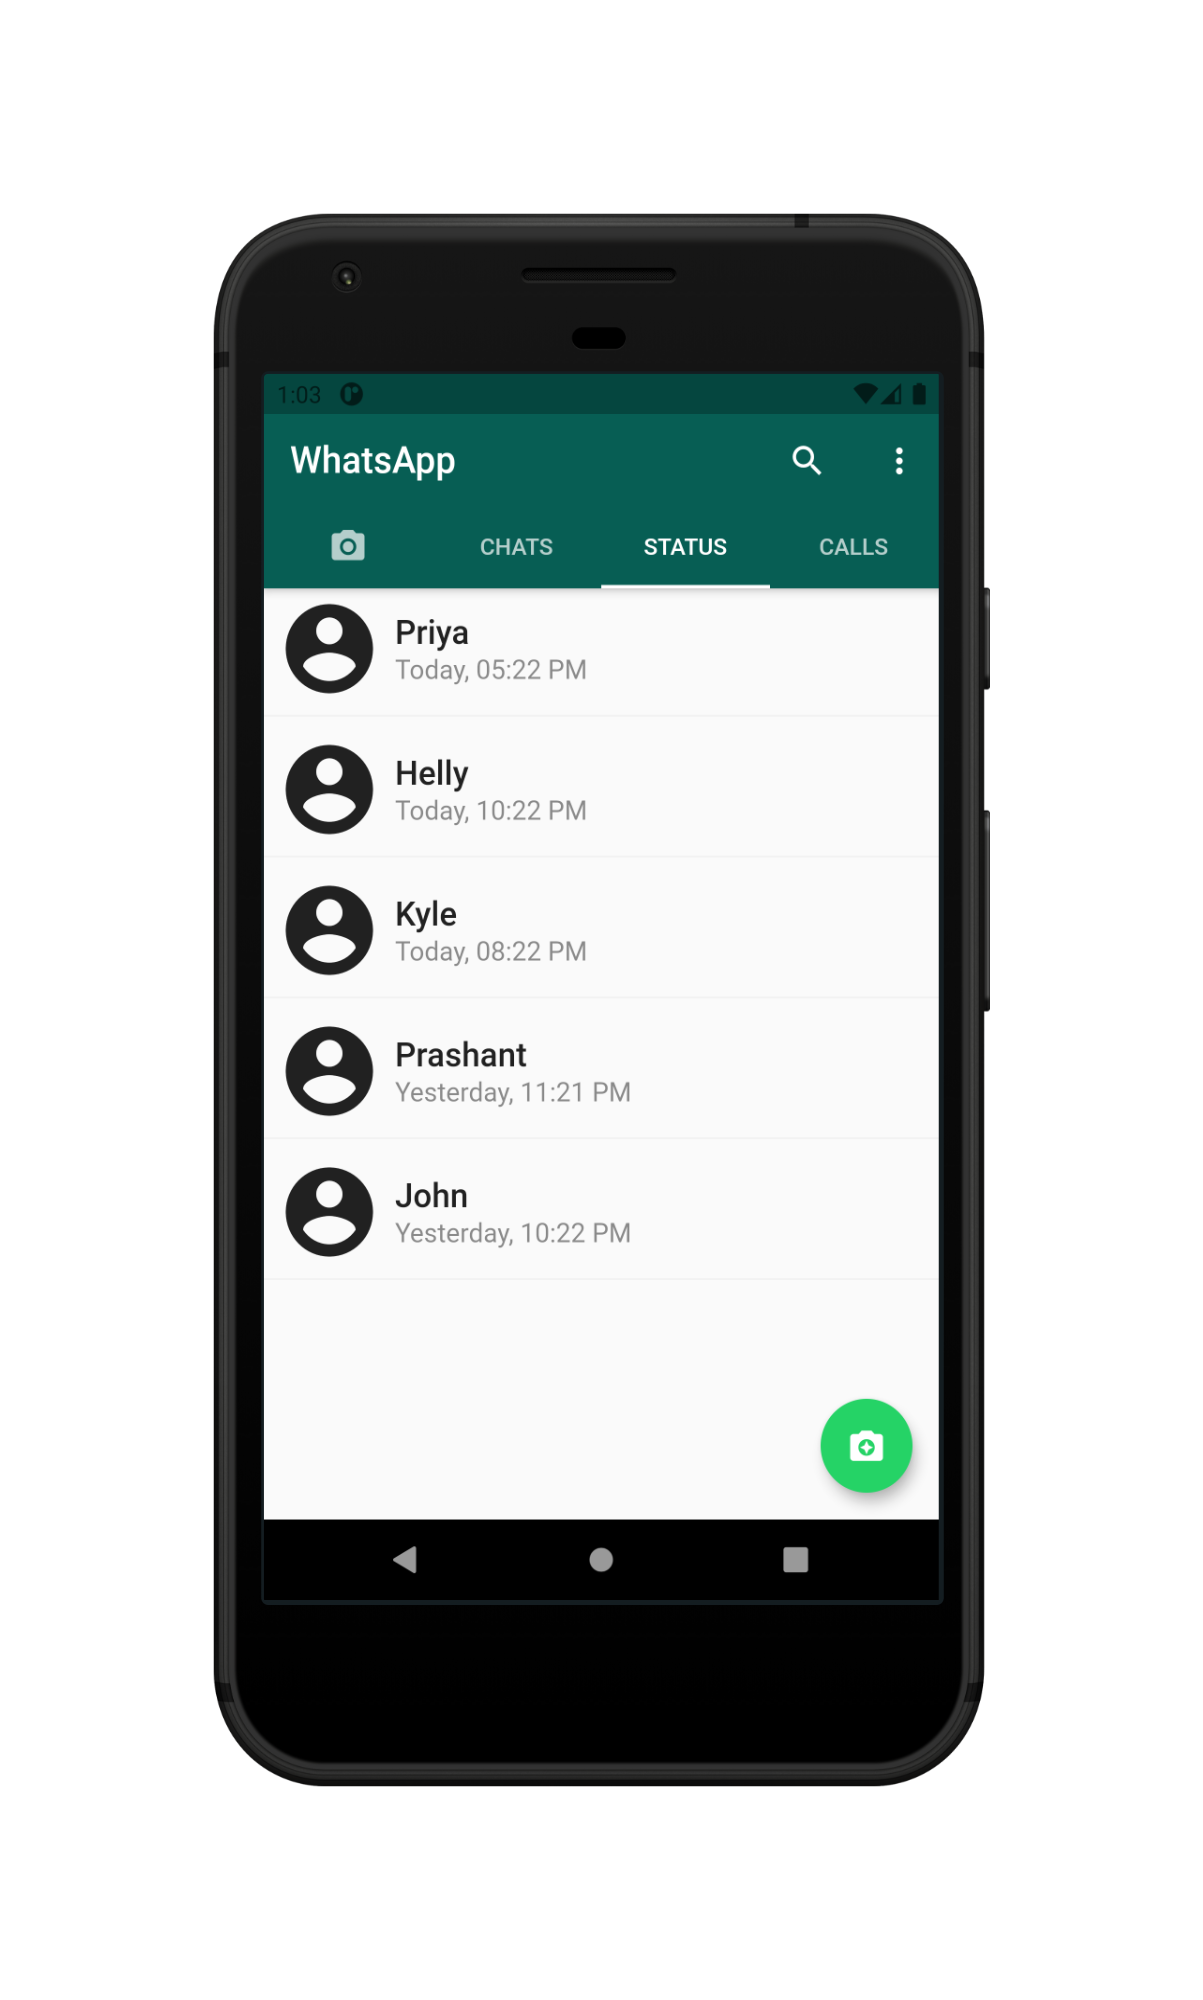 1:03
WhatsApp
CHATS STATUS CALLS
Priya
Today, 05:22 PM
Helly
Today, 10:22 PM
Kyle
Today, 08:22 PM
Prashant
Yesterday, 11:21 PM
John
Yesterday, 10:22 PM